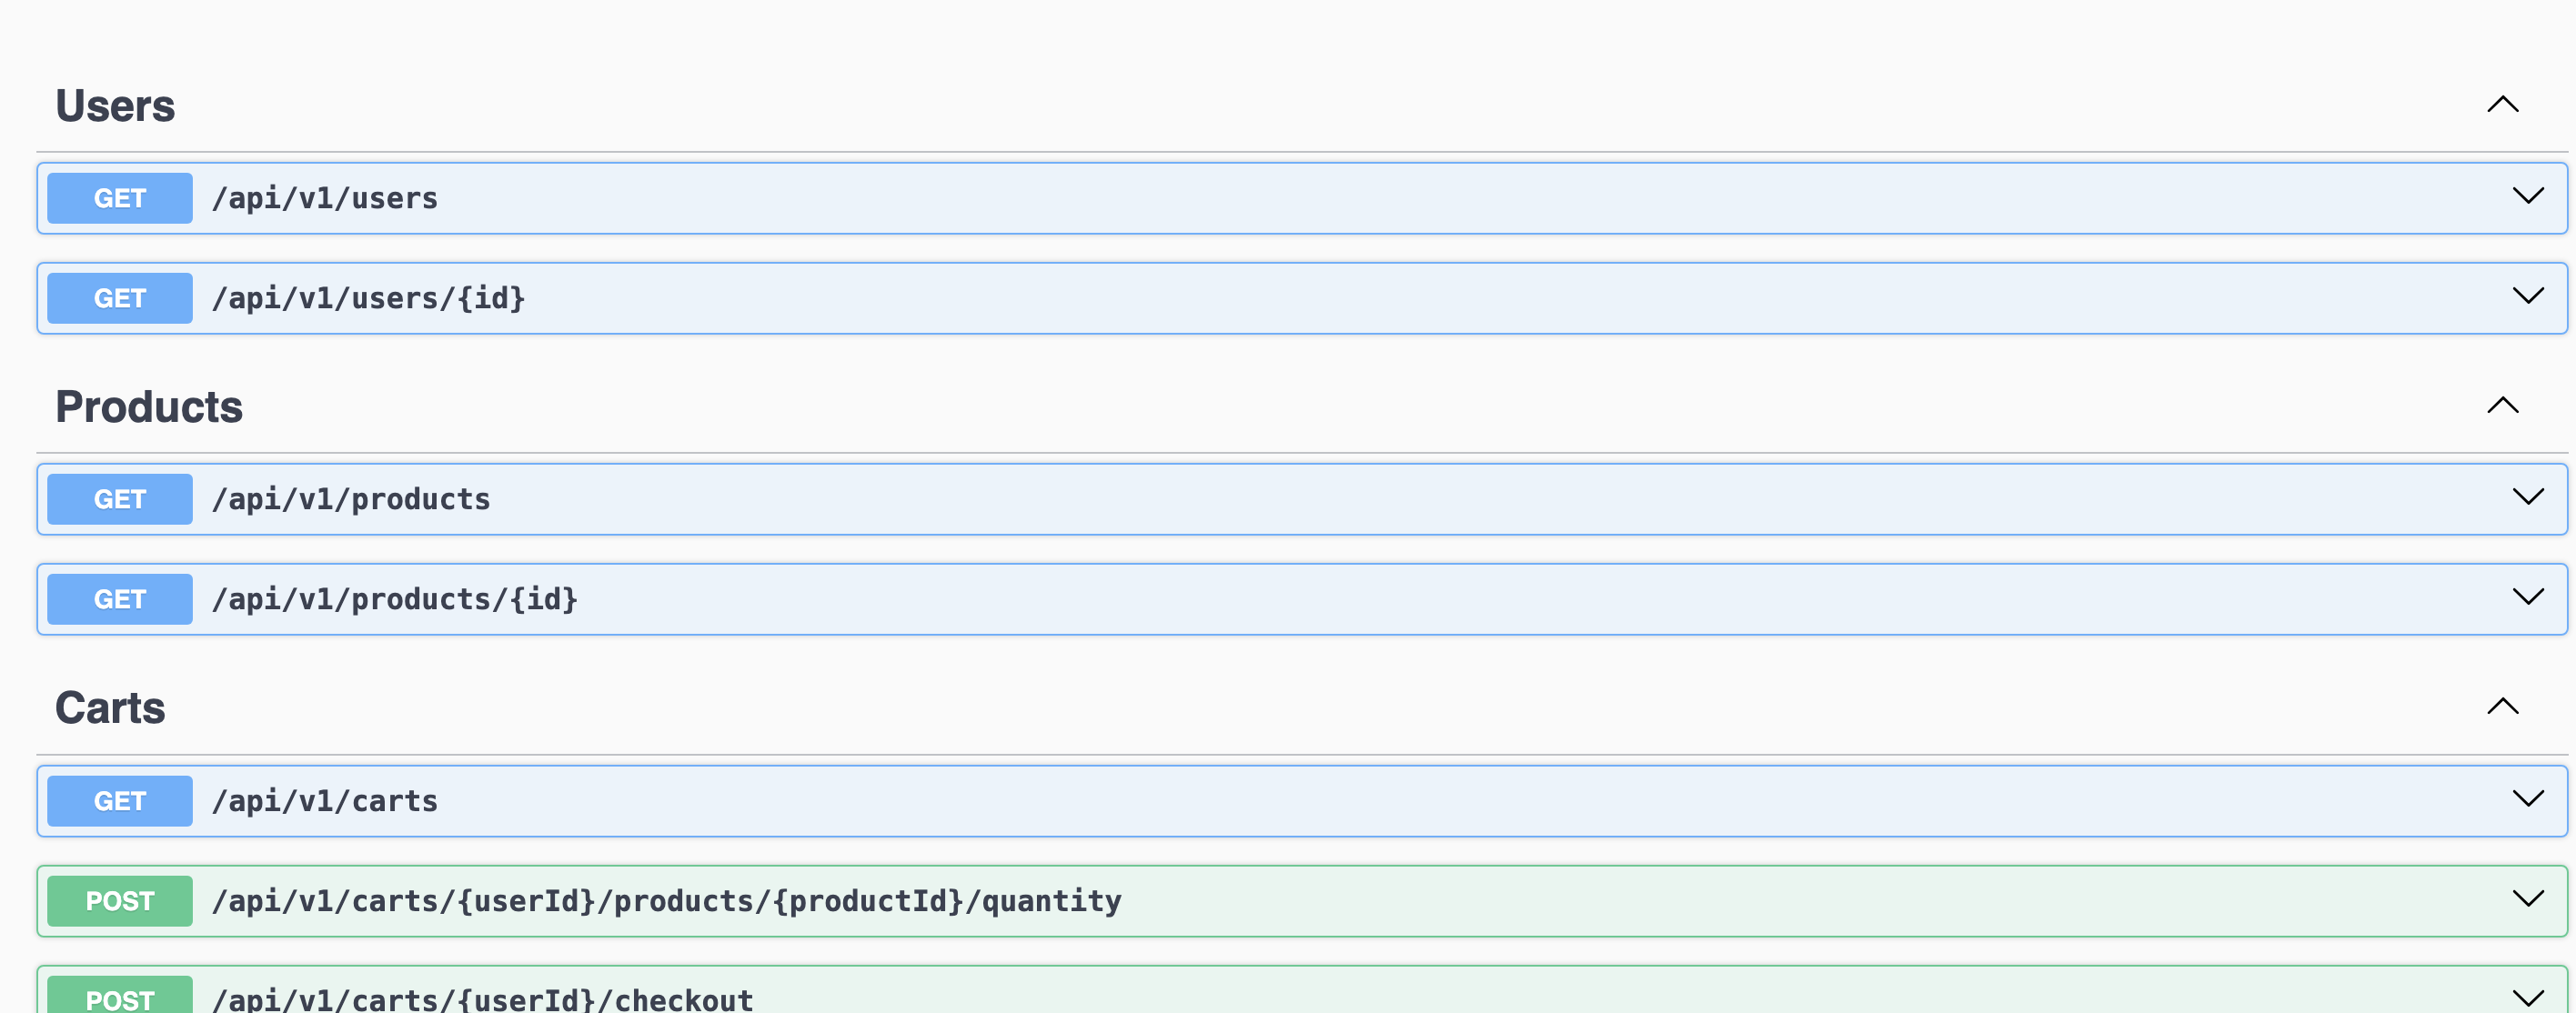 Users
GET /api/v1/users
GET /api/v1/users/{id}
Products
GET /api/v1/products
GET /api/v1/products/{id}
Carts
GET /api/v1/carts
POST /api/v1/carts/{userId}/products/{productId}/quantity
POST /api/v1/carts/{userId}/checkout